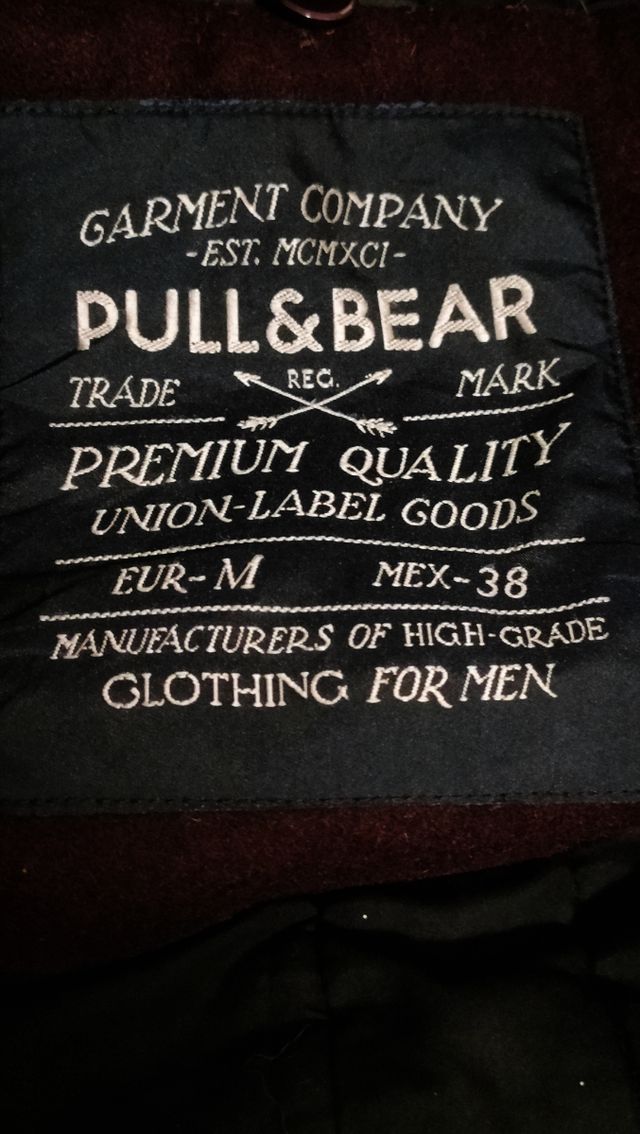 GARMENT COMPANY
-EST. MCMXCI-
PULL&BEAR
TRADE REG. MARK
PREMIUM QUALITY
UNION-LABEL GOODS
EUR-M MEX-38
MANUFACTURERS OF HIGH-GRADE
CLOTHING FOR MEN